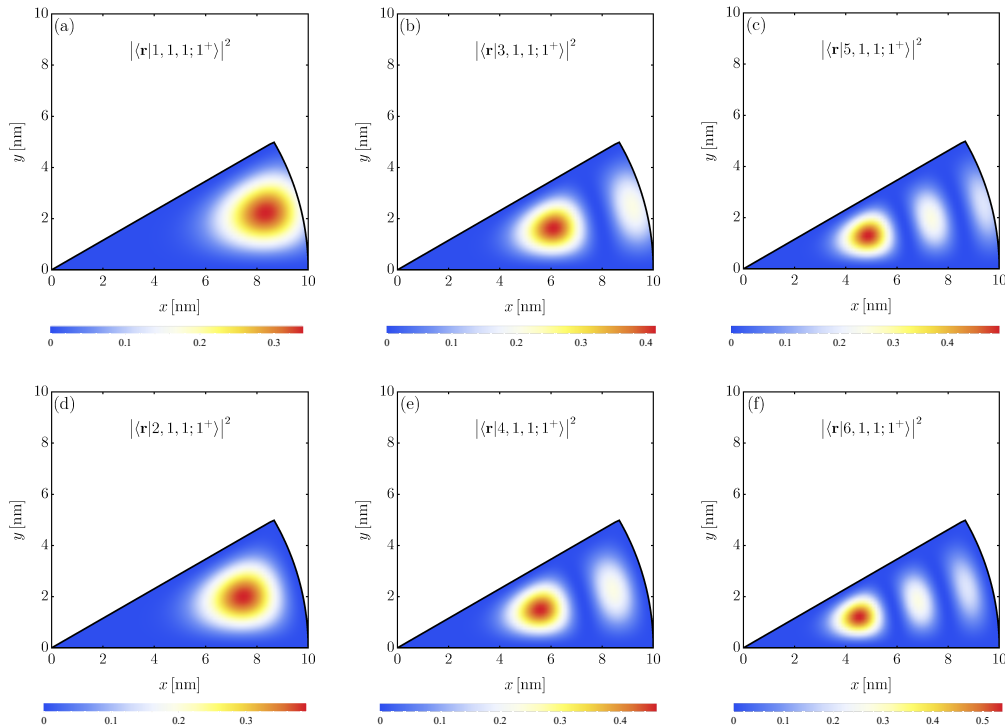 (a)
|⟨r|1, 1, 1; 1⁺⟩|²
10
8
6
4
2
0
y [nm]
0 2 4 6 8 10
x [nm]
0 0.1 0.2 0.3
(b)
|⟨r|3, 1, 1; 1⁺⟩|²
10
8
6
4
2
0
y [nm]
0 2 4 6 8 10
x [nm]
0 0.1 0.2 0.3 0.4
(c)
|⟨r|5, 1, 1; 1⁺⟩|²
10
8
6
4
2
0
y [nm]
0 2 4 6 8 10
x [nm]
0 0.1 0.2 0.3 0.4
(d)
|⟨r|2, 1, 1; 1⁺⟩|²
10
8
6
4
2
0
y [nm]
0 2 4 6 8 10
x [nm]
0 0.1 0.2 0.3
(e)
|⟨r|4, 1, 1; 1⁺⟩|²
10
8
6
4
2
0
y [nm]
0 2 4 6 8 10
x [nm]
0 0.1 0.2 0.3 0.4
(f)
|⟨r|6, 1, 1; 1⁺⟩|²
10
8
6
4
2
0
y [nm]
0 2 4 6 8 10
x [nm]
0 0.1 0.2 0.3 0.4 0.5